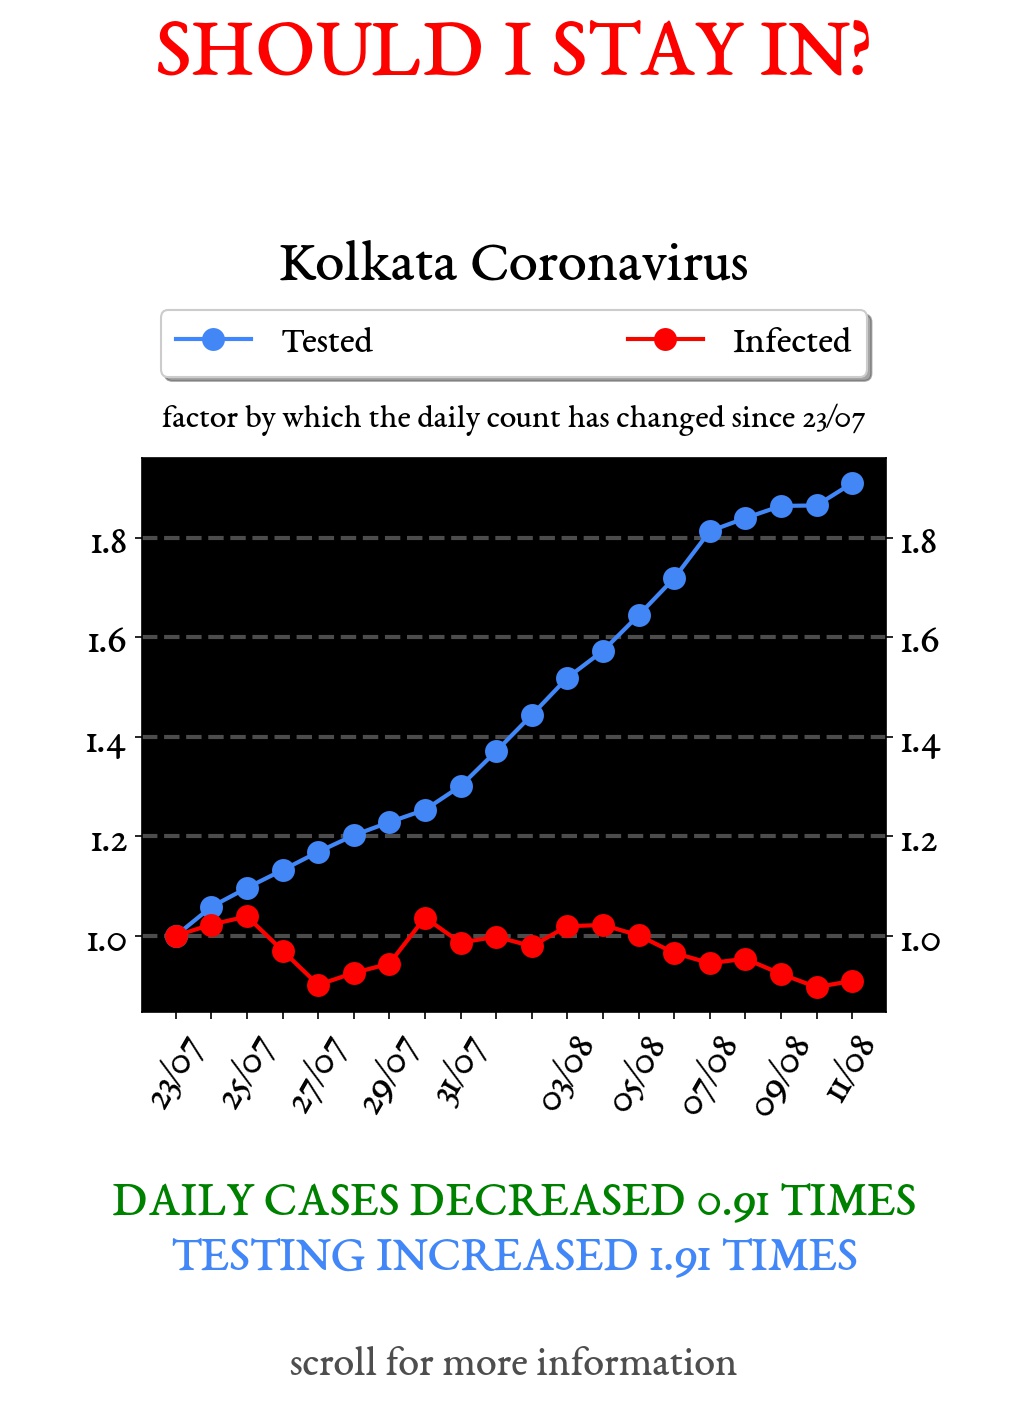 SHOULD I STAY IN?
Kolkata Coronavirus
Tested Infected
factor by which the daily count has changed since 23/07
1.8 1.8
1.6 1.6
1.4 1.4
1.2 1.2
1.0 1.0
23/07 25/07 27/07 29/07 31/07 03/08 05/08 07/08 09/08 11/08
DAILY CASES DECREASED 0.91 TIMES
TESTING INCREASED 1.91 TIMES
scroll for more information